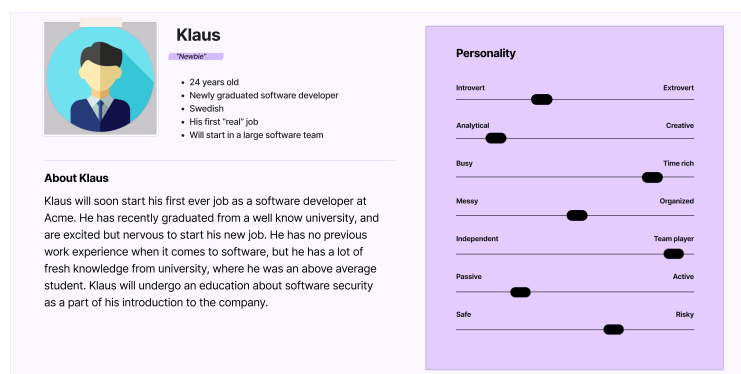 Klaus
"Newbie"
• 24 years old
• Newly graduated software developer
• Swedish
• His first "real" job
• Will start in a large software team
About Klaus
Klaus will soon start his first ever job as a software developer at
Acme. He has recently graduated from a well know university, and
are excited but nervous to start his new job. He has no previous
work experience when it comes to software, but he has a lot of
fresh knowledge from university, where he was an above average
student. Klaus will undergo an education about software security
as a part of his introduction to the company.
Personality
Introvert Extrovert
Analytical Creative
Busy Time rich
Messy Organized
Independent Team player
Passive Active
Safe Risky